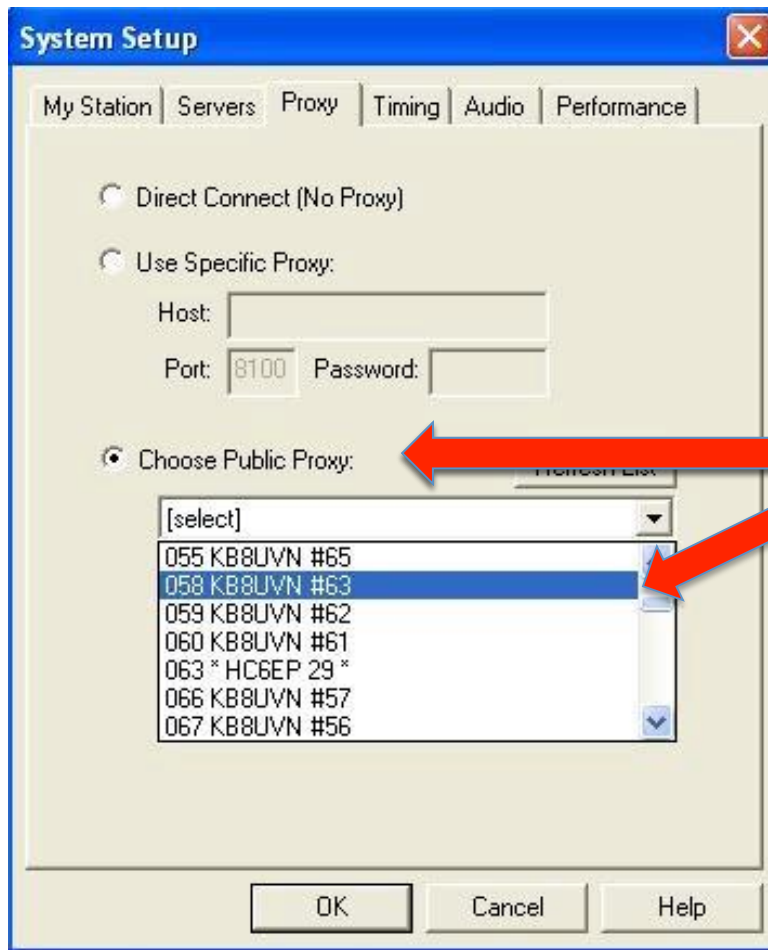 System Setup
My Station Servers Proxy Timing Audio Performance
Direct Connect (No Proxy)
Use Specific Proxy:
Host:
Port: 8100 Password:
Choose Public Proxy:
[select]
055 KB8UVN #65
058 KB8UVN #63
059 KB8UVN #62
060 KB8UVN #61
063 * HC6EP 29 *
066 KB8UVN #57
067 KB8UVN #56
OK Cancel Help